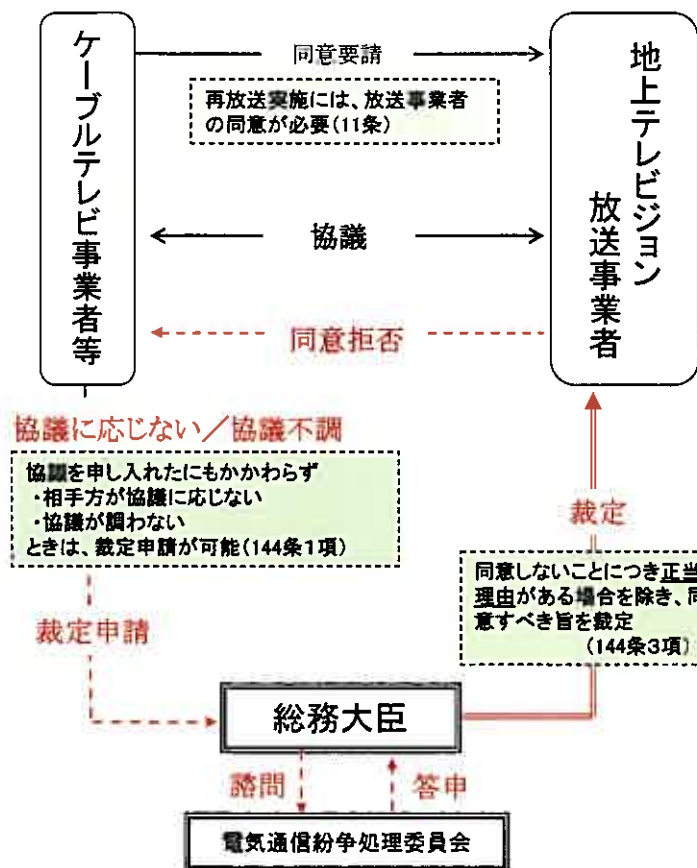 ケーブルテレビ事業者等
同意要請
地上テレビジョン
放送事業者
再放送実施には、放送事業者
の同意が必要(11条)
協議
同意拒否
協議に応じない／協議不調
協議を申し入れたにもかかわらず
・相手方が協議に応じない
・協議が調わない
ときは、裁定申請が可能(144条1項)
裁定
同意しないことにつき正当
理由がある場合を除き、同
意すべき旨を裁定
(144条3項)
裁定申請
総務大臣
諮問
答申
電気通信紛争処理委員会